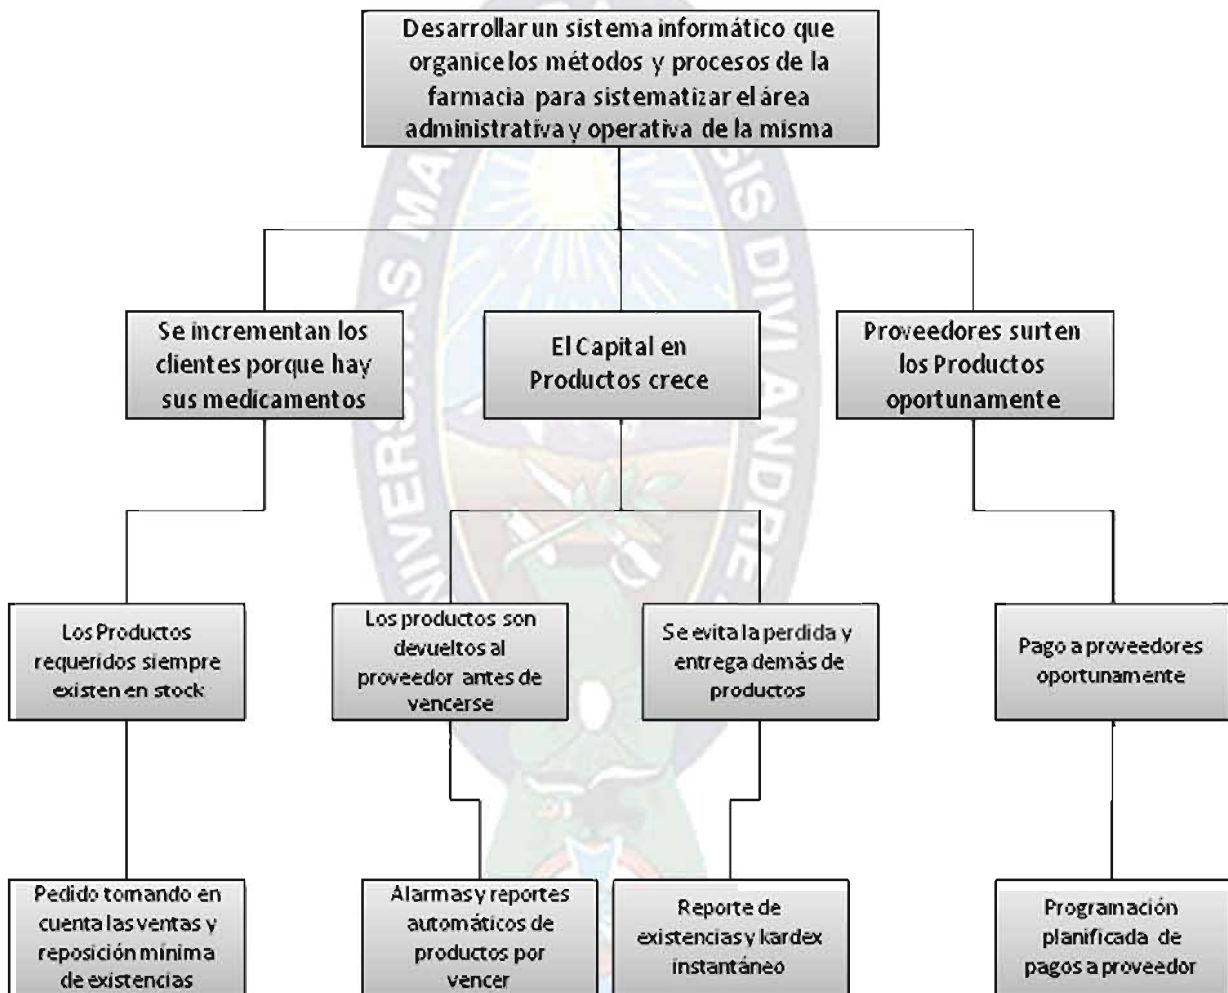 Desarrollar un sistema informático que
organice los métodos y procesos de la
farmacia para sistematizar el área
administrativa y operativa de la misma
Se incrementan los
clientes porque hay
sus medicamentos
El Capital en
Productos crece
Proveedores surten
los Productos
oportunamente
Los Productos
requeridos siempre
existen en stock
Los productos son
devueltos al
proveedor antes de
vencerse
Se evita la perdida y
entrega demás de
productos
Pago a proveedores
oportunamente
Pedido tomando en
cuenta las ventas y
reposición mínima
de existencias
Alarmas y reportes
automáticos de
productos por
vencer
Reporte de
existencias y kardex
instantáneo
Programación
planificada de
pagos a proveedor